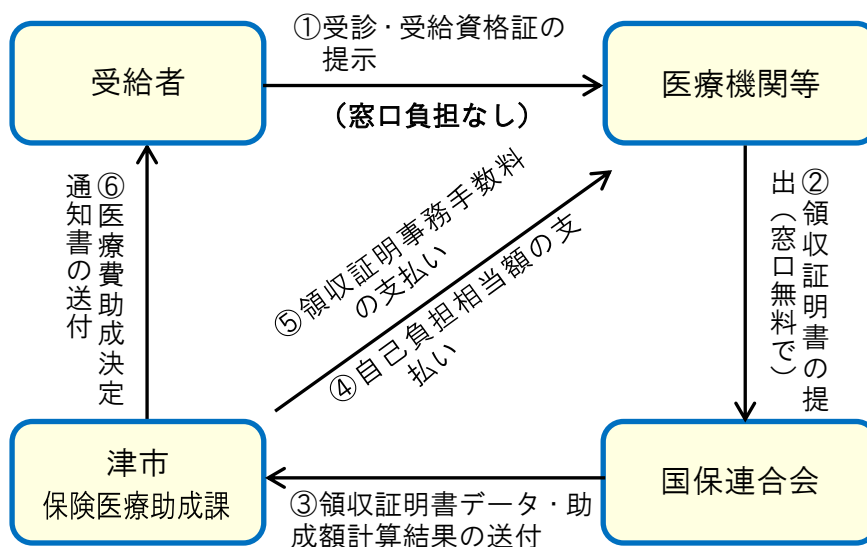 ①受診・受給資格証の
提示
受給者
医療機関等
（窓口負担なし）
②領収証明書の提
出（窓口無料で）
⑥医療費助成決定
通知書の送付
⑤領収証明事務手数料
の支払い
④自己負担相当額の支
払い
津市
保険医療助成課
国保連合会
③領収証明書データ・助
成額計算結果の送付